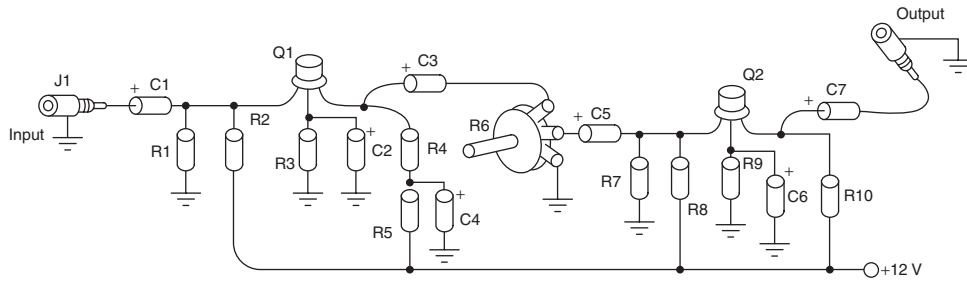 Output
Q1
C3
J1
+ C1
Q2
C7
+
+
R2
R6
+ C5
Input
R1
R3
+
C2
R4
R7
R9
+
R8
C6
R10
R5
+
C4
+12 V